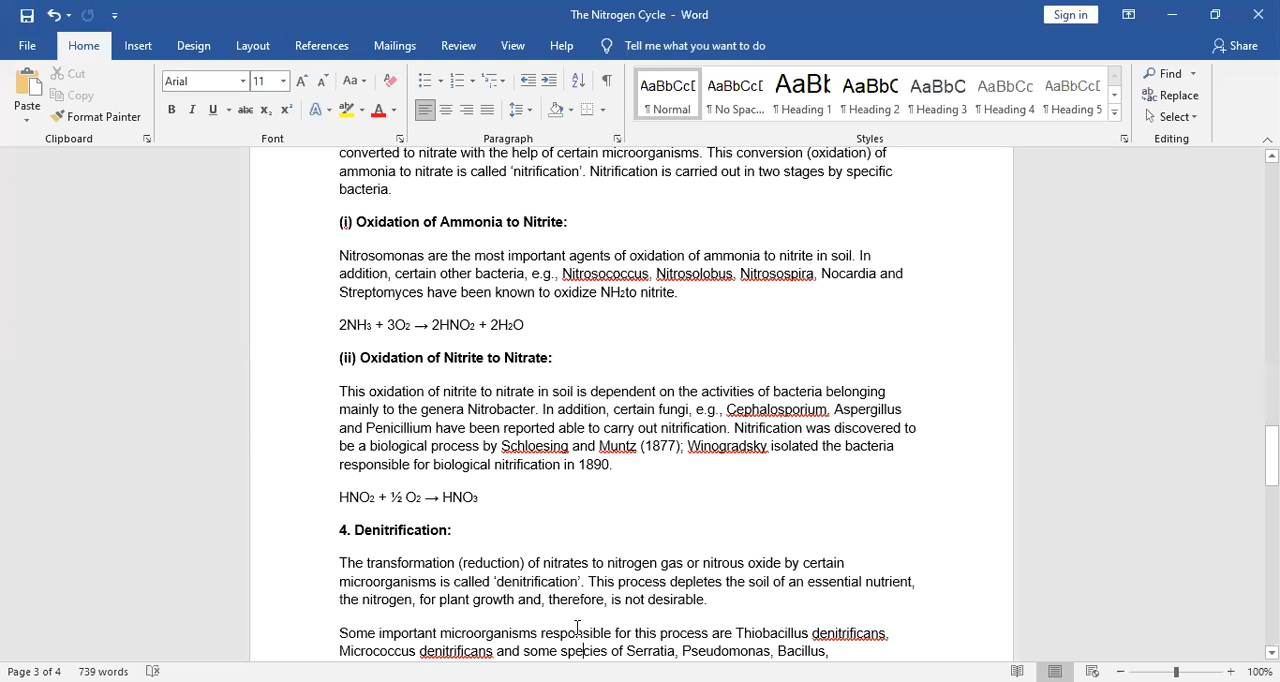 The Nitrogen Cycle - Word
Sign in
File Home Insert Design Layout References Mailings Review View Help Tell me what you want to do Share
Paste
Cut
Copy
Format Painter
Clipboard
Arial 11
Font
Paragraph
AaBbCcI AaBbCcI AaBb AaBbCc AaBbC AaBbCc AaBbCcI
¶ Normal ¶ No Spac... ¶ Heading 1 ¶ Heading 2 ¶ Heading 3 ¶ Heading 4 ¶ Heading 5
Styles
Find
Replace
Select
Editing
converted to nitrate with the help of certain microorganisms. This conversion (oxidation) of
ammonia to nitrate is called ‘nitrification’. Nitrification is carried out in two stages by specific
bacteria.
(i) Oxidation of Ammonia to Nitrite:
Nitrosomonas are the most important agents of oxidation of ammonia to nitrite in soil. In
addition, certain other bacteria, e.g., Nitrosococcus, Nitrosolobus, Nitrosospira, Nocardia and
Streptomyces have been known to oxidize NH₂to nitrite.
2NH₃ + 3O₂ → 2HNO₂ + 2H₂O
(ii) Oxidation of Nitrite to Nitrate:
This oxidation of nitrite to nitrate in soil is dependent on the activities of bacteria belonging
mainly to the genera Nitrobacter. In addition, certain fungi, e.g., Cephalosporium, Aspergillus
and Penicillium have been reported able to carry out nitrification. Nitrification was discovered to
be a biological process by Schloesing and Muntz (1877); Winogradsky isolated the bacteria
responsible for biological nitrification in 1890.
HNO₂ + ½ O₂ → HNO₃
4. Denitrification:
The transformation (reduction) of nitrates to nitrogen gas or nitrous oxide by certain
microorganisms is called ‘denitrification’. This process depletes the soil of an essential nutrient,
the nitrogen, for plant growth and, therefore, is not desirable.
Some important microorganisms responsible for this process are Thiobacillus denitrificans,
Micrococcus denitrificans and some species of Serratia, Pseudomonas, Bacillus,
Page 3 of 4 739 words 100%